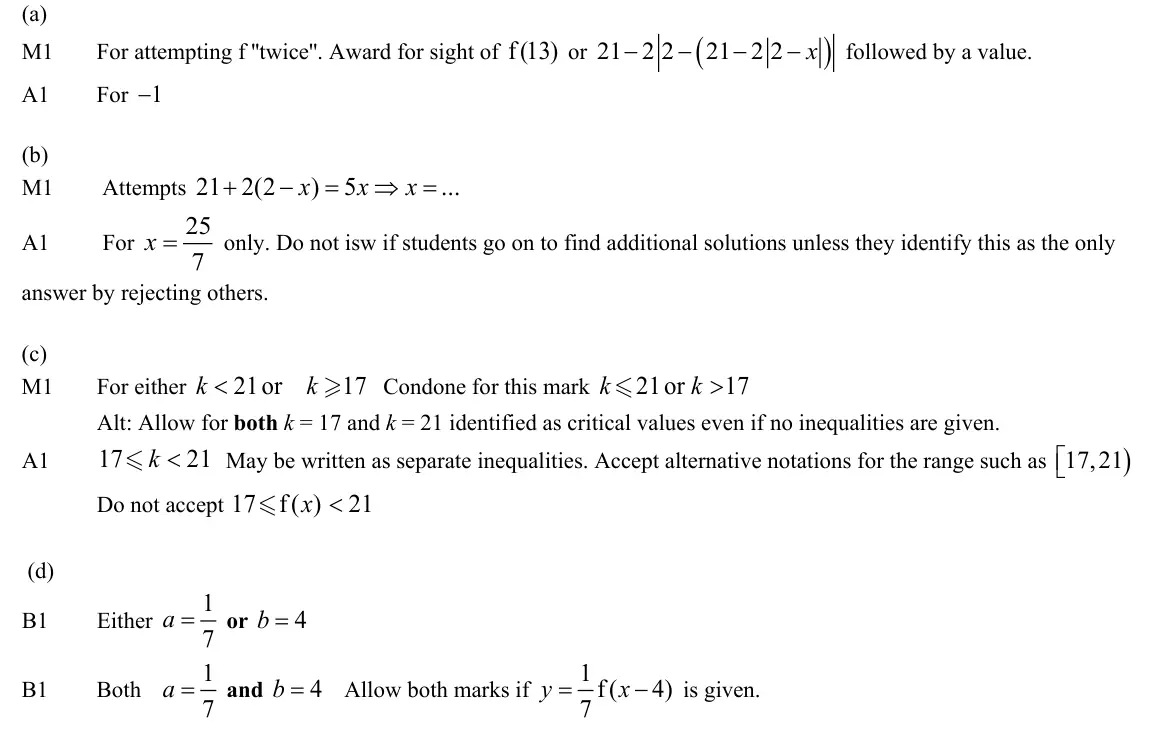 (a)
M1 For attempting f "twice". Award for sight of f(13) or 21−2|2−(21−2|2−x|)| followed by a value.
A1 For −1
(b)
M1 Attempts 21+2(2−x)=5x⇒x=...
A1 For x=25/7 only. Do not isw if students go on to find additional solutions unless they identify this as the only
answer by rejecting others.
(c)
M1 For either k<21 or k⩾17 Condone for this mark k⩽21 or k>17
Alt: Allow for both k = 17 and k = 21 identified as critical values even if no inequalities are given.
A1 17⩽k<21 May be written as separate inequalities. Accept alternative notations for the range such as [17,21)
Do not accept 17⩽f(x)<21
(d)
B1 Either a=1/7 or b=4
B1 Both a=1/7 and b=4 Allow both marks if y=1/7f(x−4) is given.